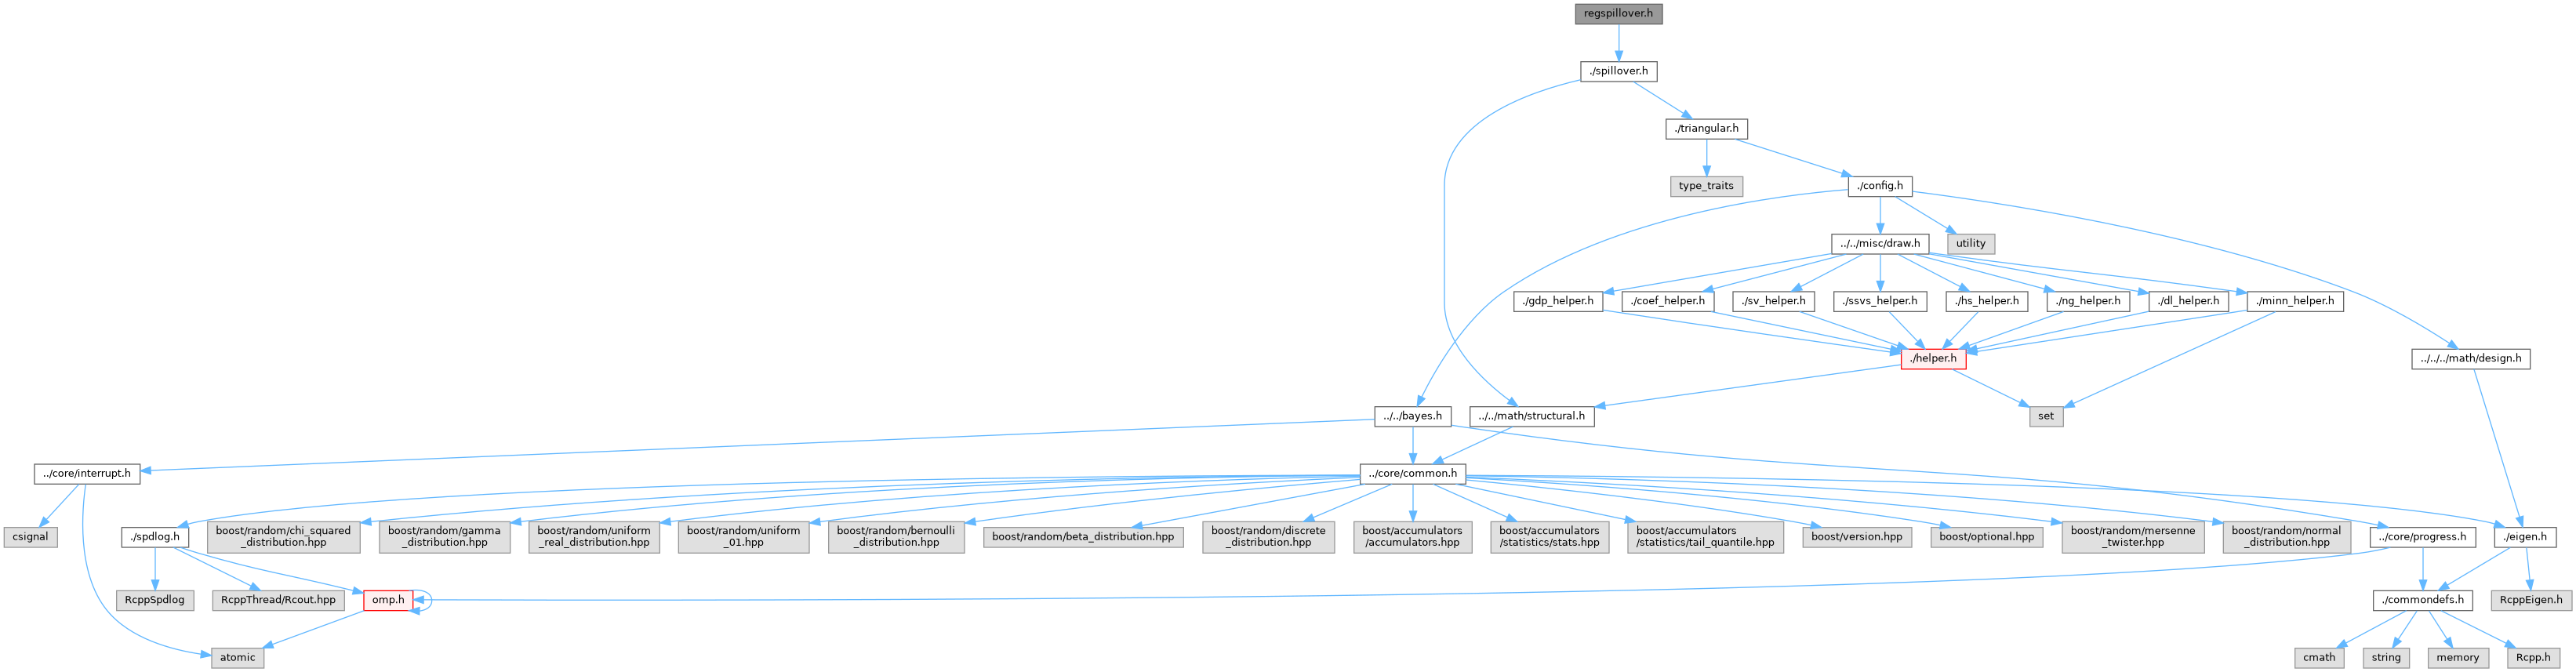 regspillover.h
./spillover.h
./triangular.h
type_traits
./config.h
../../misc/draw.h
utility
./gdp_helper.h
./coef_helper.h
./sv_helper.h
./ssvs_helper.h
./hs_helper.h
./ng_helper.h
./dl_helper.h
./minn_helper.h
./helper.h
../../../math/design.h
../../bayes.h
../../math/structural.h
set
../core/interrupt.h
../core/common.h
csignal
./spdlog.h
boost/random/chi_squared
_distribution.hpp
boost/random/gamma
_distribution.hpp
boost/random/uniform
_real_distribution.hpp
boost/random/uniform
_01.hpp
boost/random/bernoulli
_distribution.hpp
boost/random/beta_distribution.hpp
boost/random/discrete
_distribution.hpp
boost/accumulators
/accumulators.hpp
boost/accumulators
/statistics/stats.hpp
boost/accumulators
/statistics/tail_quantile.hpp
boost/version.hpp
boost/optional.hpp
boost/random/mersenne
_twister.hpp
boost/random/normal
_distribution.hpp
../core/progress.h
./eigen.h
RcppSpdlog
RcppThread/Rcout.hpp
omp.h
./commondefs.h
RcppEigen.h
atomic
cmath
string
memory
Rcpp.h